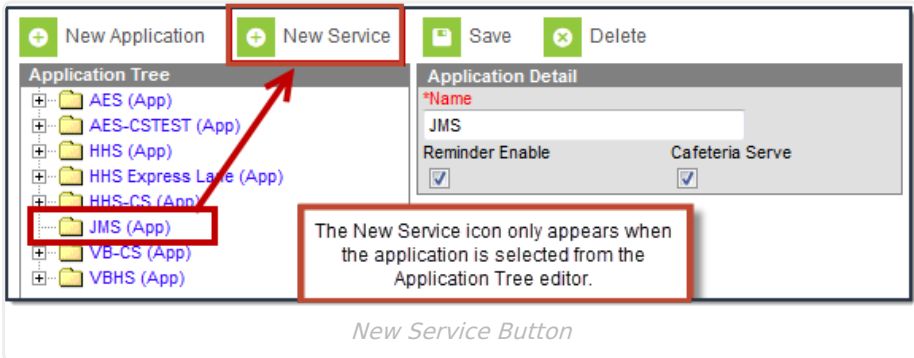 New Application New Service Save Delete
Application Tree
AES (App)
AES-CSTEST (App)
HHS (App)
HHS Express Lane (App)
HHS-CS (App)
JMS (App)
VB-CS (App)
VBHS (App)
Application Detail
*Name
JMS
Reminder Enable Cafeteria Serve
The New Service icon only appears when
the application is selected from the
Application Tree editor.
New Service Button